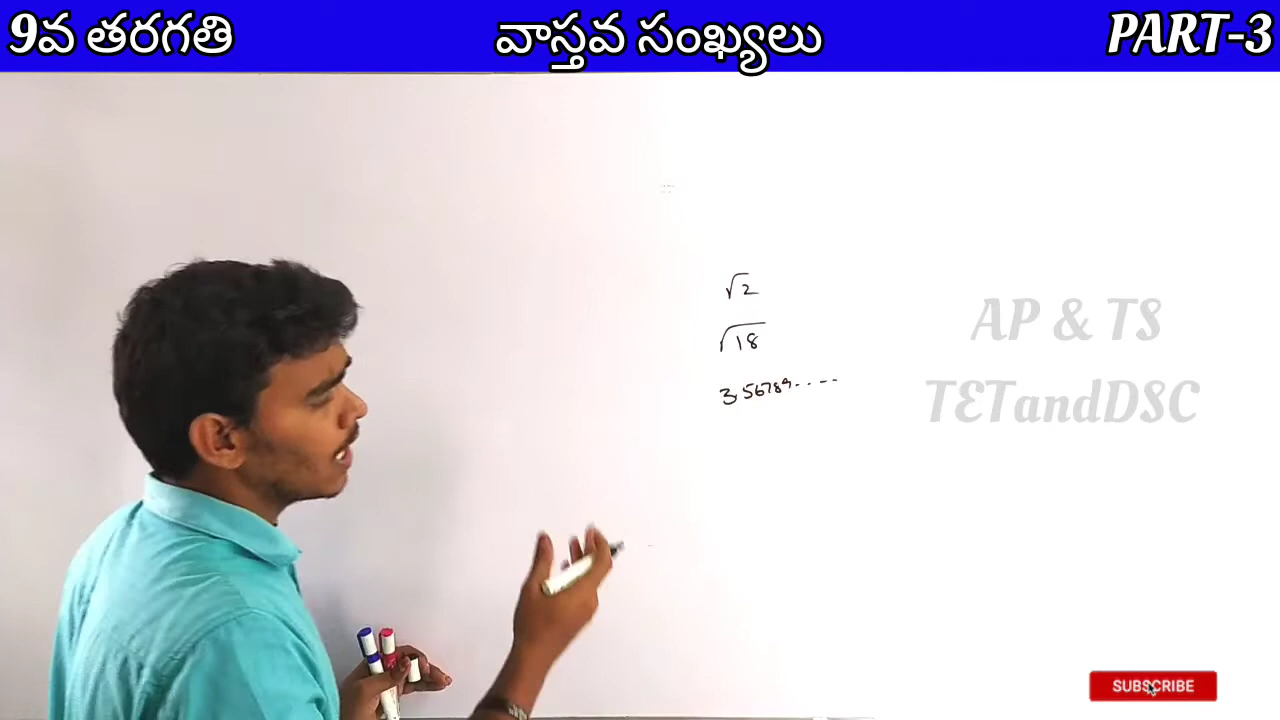 9వ తరగతి వాస్తవ సంఖ్యలు PART-3
√2
√18
3.56789....
AP & TS
TETandDSC
SUBSCRIBE